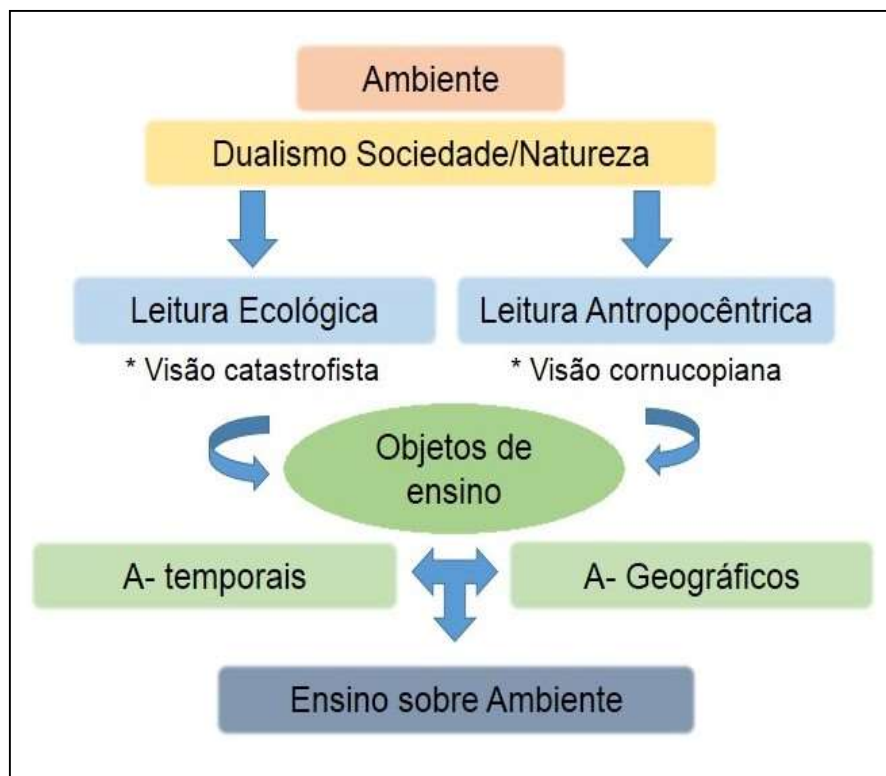 Ambiente
Dualismo Sociedade/Natureza
Leitura Ecológica
Leitura Antropocêntrica
* Visão catastrofista
* Visão cornucopiana
Objetos de
ensino
A- temporais
A- Geográficos
Ensino sobre Ambiente